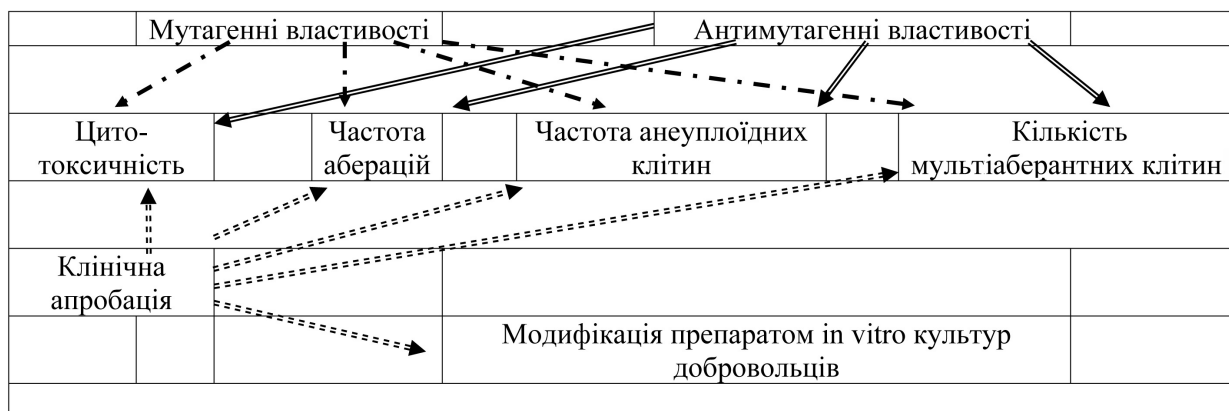 Мутагенні властивості
Антимутагенні властивості
Цито-
токсичність
Частота
аберацій
Частота анеуплоїдних
клітин
Кількість
мультіаберантних клітин
Клінічна
апробація
Модифікація препаратом in vitro культур
добровольців